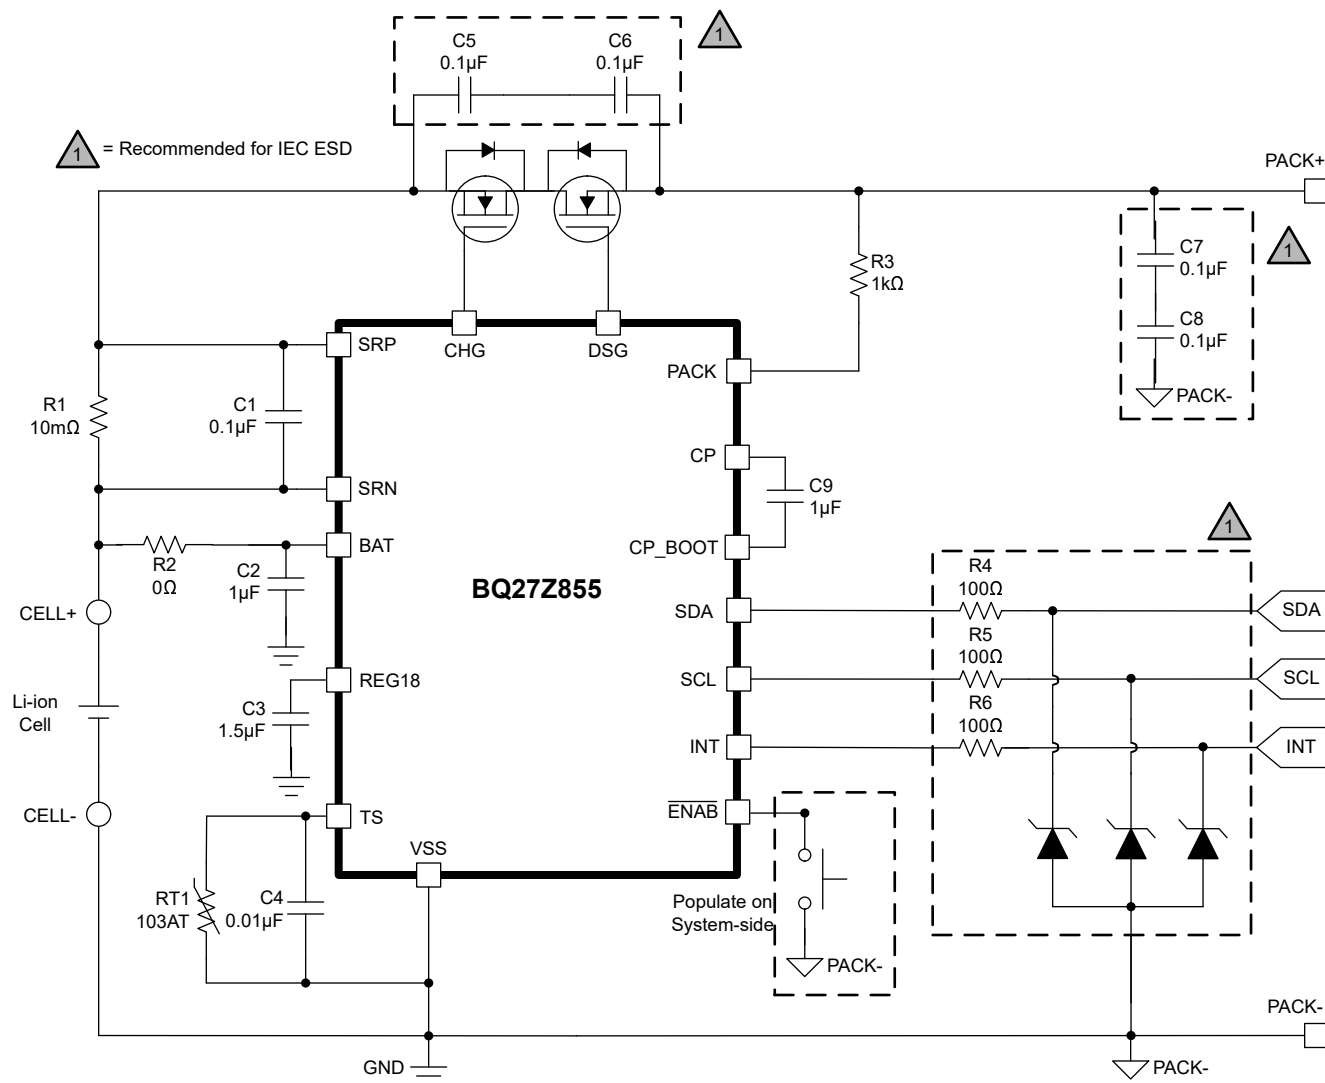 C5
0.1µF
C6
0.1µF
1
1
= Recommended for IEC ESD
PACK+
R3
1kΩ
C7
0.1µF
1
C8
0.1µF
PACK-
SRP
CHG
DSG
PACK
R1
10mΩ
C1
0.1µF
CP
C9
1µF
SRN
CP_BOOT
BAT
R2
0Ω
C2
1µF
BQ27Z855
1
R4
100Ω
SDA
SDA
R5
100Ω
SCL
SCL
R6
100Ω
INT
INT
CELL+
Li-ion
Cell
CELL-
REG18
C3
1.5µF
TS
VSS
ENAB
RT1
103AT
C4
0.01µF
Populate on
System-side
PACK-
PACK-
GND
PACK-